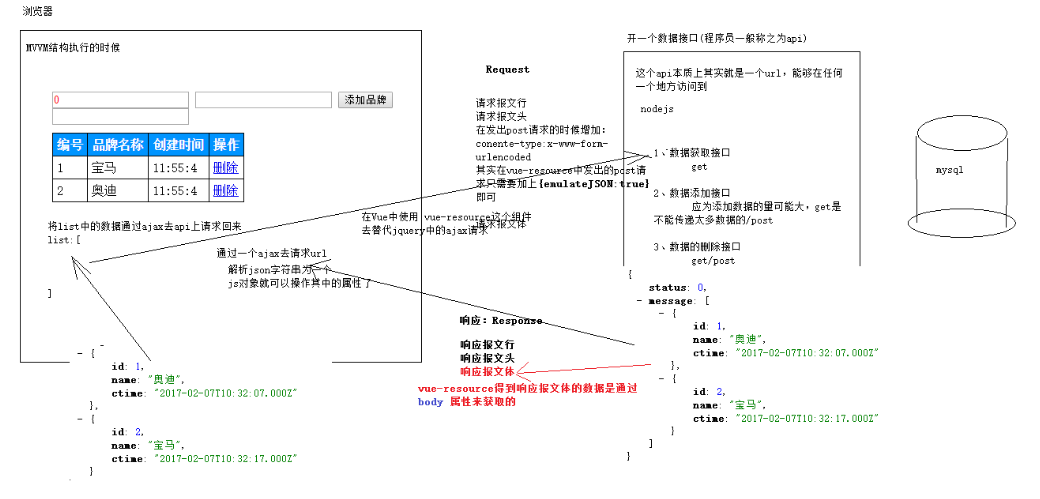 浏览器
MVVM结构执行的时候
0
添加品牌
编号 品牌名称 创建时间 操作
1 宝马 11:55:4 删除
2 奥迪 11:55:4 删除
将list中的数据通过ajax去api上请求回来
list:[
]
- {
id: 1,
name: "奥迪",
ctime: "2017-02-07T10:32:07.000Z"
},
- {
id: 2,
name: "宝马",
ctime: "2017-02-07T10:32:17.000Z"
}
通过一个ajax去请求url
解析json字符串为一个
js对象就可以操作其中的属性了
在Vue中使用 vue-resource这个组件
去替代jquery中的ajax请求
Request
请求报文行
请求报文头
在发出post请求的时候增加:
conente-type:x-www-form-
urlencoded
其实在vue-resource中发出的post请
求只需要加上{emulateJSON:true}
即可
请求报文体
响应：Response
响应报文行
响应报文头
响应报文体
vue-resource得到响应报文体的数据是通过
body 属性来获取的
开一个数据接口(程序员一般称之为api)
这个api本质上其实就是一个url，能够在任何
一个地方访问到
nodejs
1、数据获取接口
get
2、数据添加接口
应为添加数据的量可能大，get是
不能传递太多数据的/post
3、数据的删除接口
get/post
{
status: 0,
- message: [
- {
id: 1,
name: "奥迪",
ctime: "2017-02-07T10:32:07.000Z"
},
- {
id: 2,
name: "宝马",
ctime: "2017-02-07T10:32:17.000Z"
}
]
}
mysql